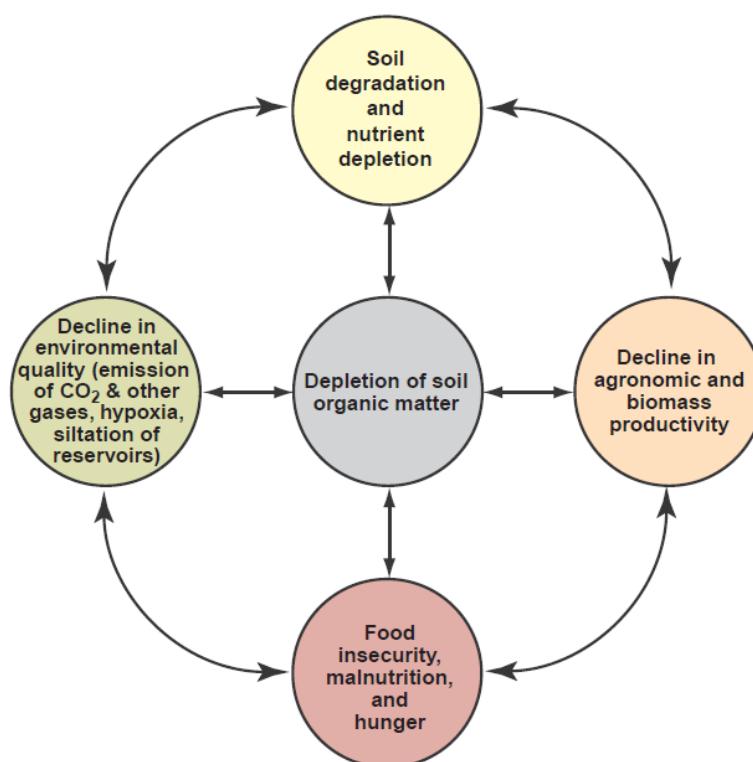 Soil
degradation
and
nutrient
depletion
Decline in
environmental
quality (emission
of CO₂ & other
gases, hypoxia,
siltation of
reservoirs)
Depletion of soil
organic matter
Decline in
agronomic and
biomass
productivity
Food
insecurity,
malnutrition,
and
hunger